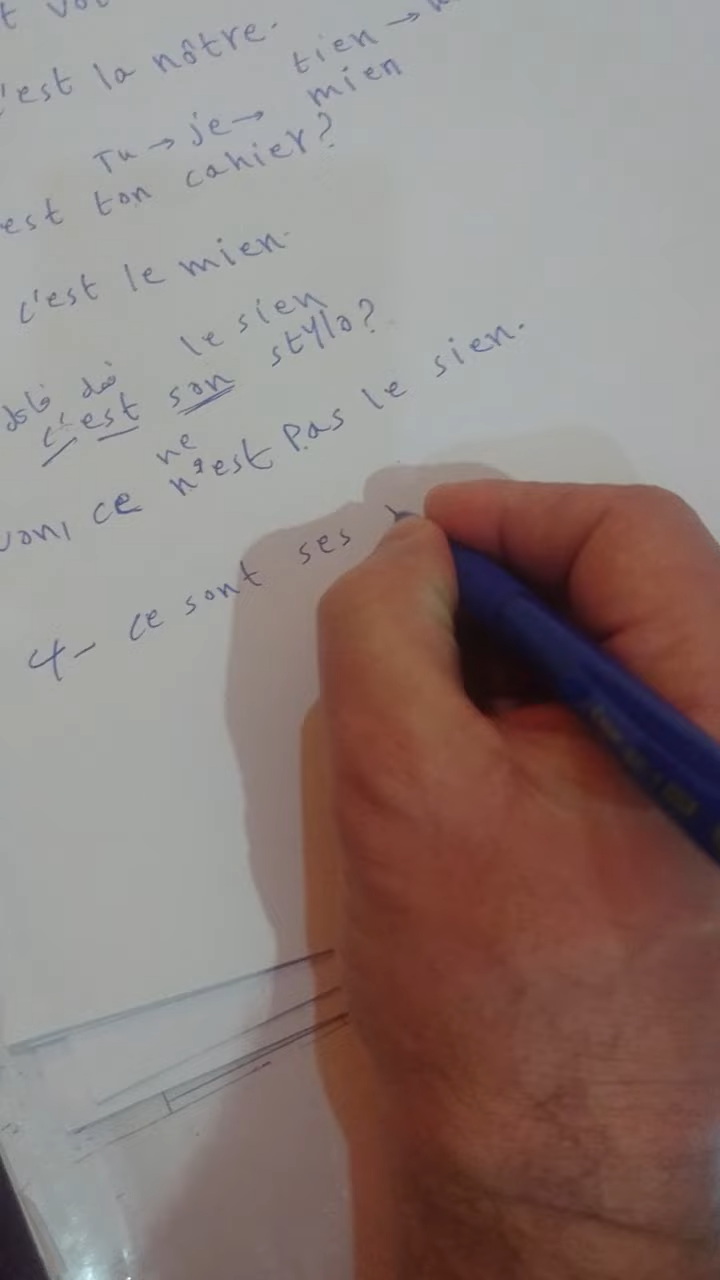 c'est la nôtre.
tien →
Tu → je → mien
est ton cahier?
c'est le mien.
le sien
c'est son stylo?
ne
ce n'est pas le sien.
4- ce sont ses